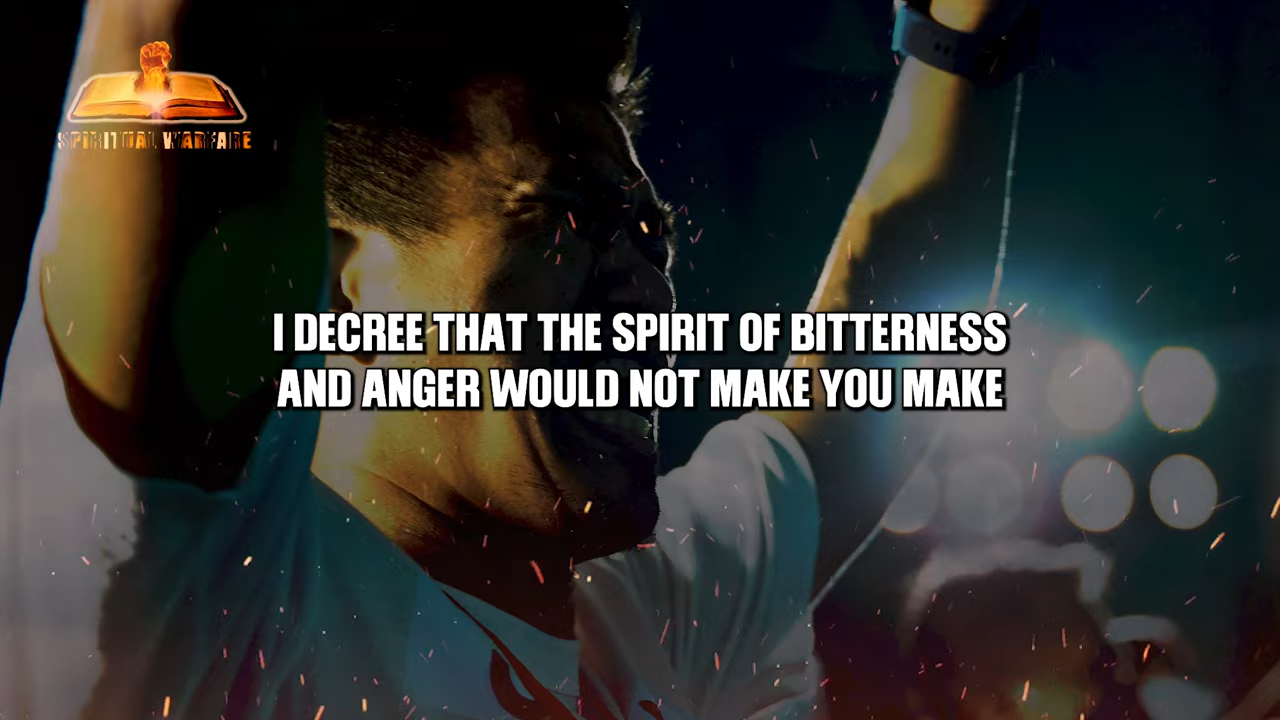 SPIRITUAL WARFARE
I DECREE THAT THE SPIRIT OF BITTERNESS
AND ANGER WOULD NOT MAKE YOU MAKE